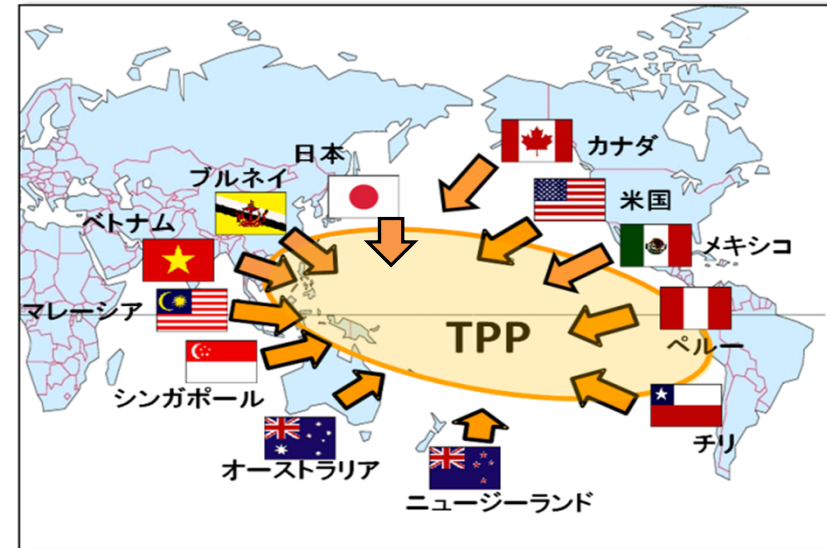 日本
カナダ
ブルネイ
米国
ベトナム
メキシコ
マレーシア
TPP
ペルー
シンガポール
チリ
オーストラリア
ニュージーランド